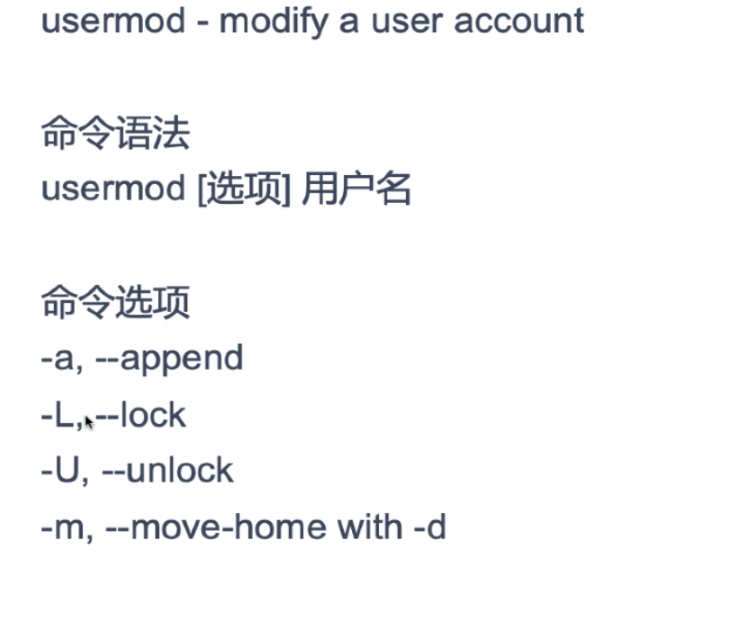 usermod - modify a user account
命令语法
usermod [选项] 用户名
命令选项
-a, --append
-L, --lock
-U, --unlock
-m, --move-home with -d